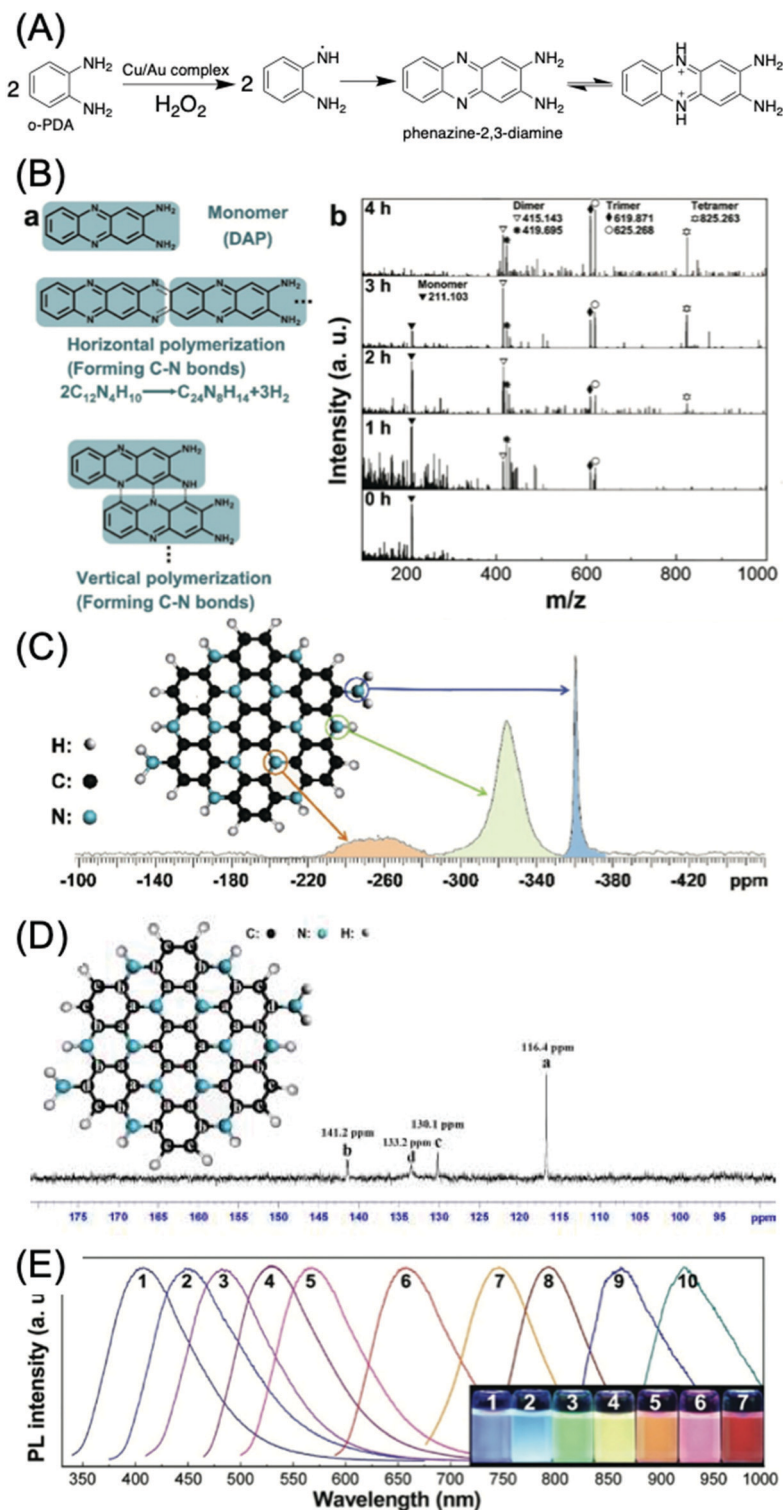 (A)
2
NH₂
NH₂
o-PDA
Cu/Au complex
H₂O₂
2
ṄH
NH₂
N
N
NH₂
NH₂
phenazine-2,3-diamine
H
N
+
+
N
H
NH₂
NH₂
(B)
a
N
N
NH₂
NH₂
Monomer
(DAP)
N N N NH₂
N N N NH₂
...
Horizontal polymerization
(Forming C-N bonds)
2C₁₂N₄H₁₀⟶C₂₄N₈H₁₄+3H₂
N NH₂
N N NH
NH₂
N NH₂
Vertical polymerization
(Forming C-N bonds)
b
4 h
Dimer
▽ 415.143
✱ 419.695
Trimer
♦ 619.871
○ 625.268
Tetramer
✡ 825.263
3 h
Monomer
▼ 211.103
2 h
1 h
0 h
Intensity (a. u.)
200 400 600 800 1000
m/z
(C)
H:
C:
N:
-100 -140 -180 -220 -260 -300 -340 -380 -420 ppm
(D)
C: N: H:
141.2 ppm
b
133.2 ppm
d
130.1 ppm
c
116.4 ppm
a
175 170 165 160 155 150 145 140 135 130 125 120 115 110 105 100 95 ppm
(E)
PL intensity (a. u
1 2 3 4 5 6 7 8 9 10
1 2 3 4 5 6 7
350 400 450 500 550 600 650 700 750 800 850 900 950 1000
Wavelength (nm)